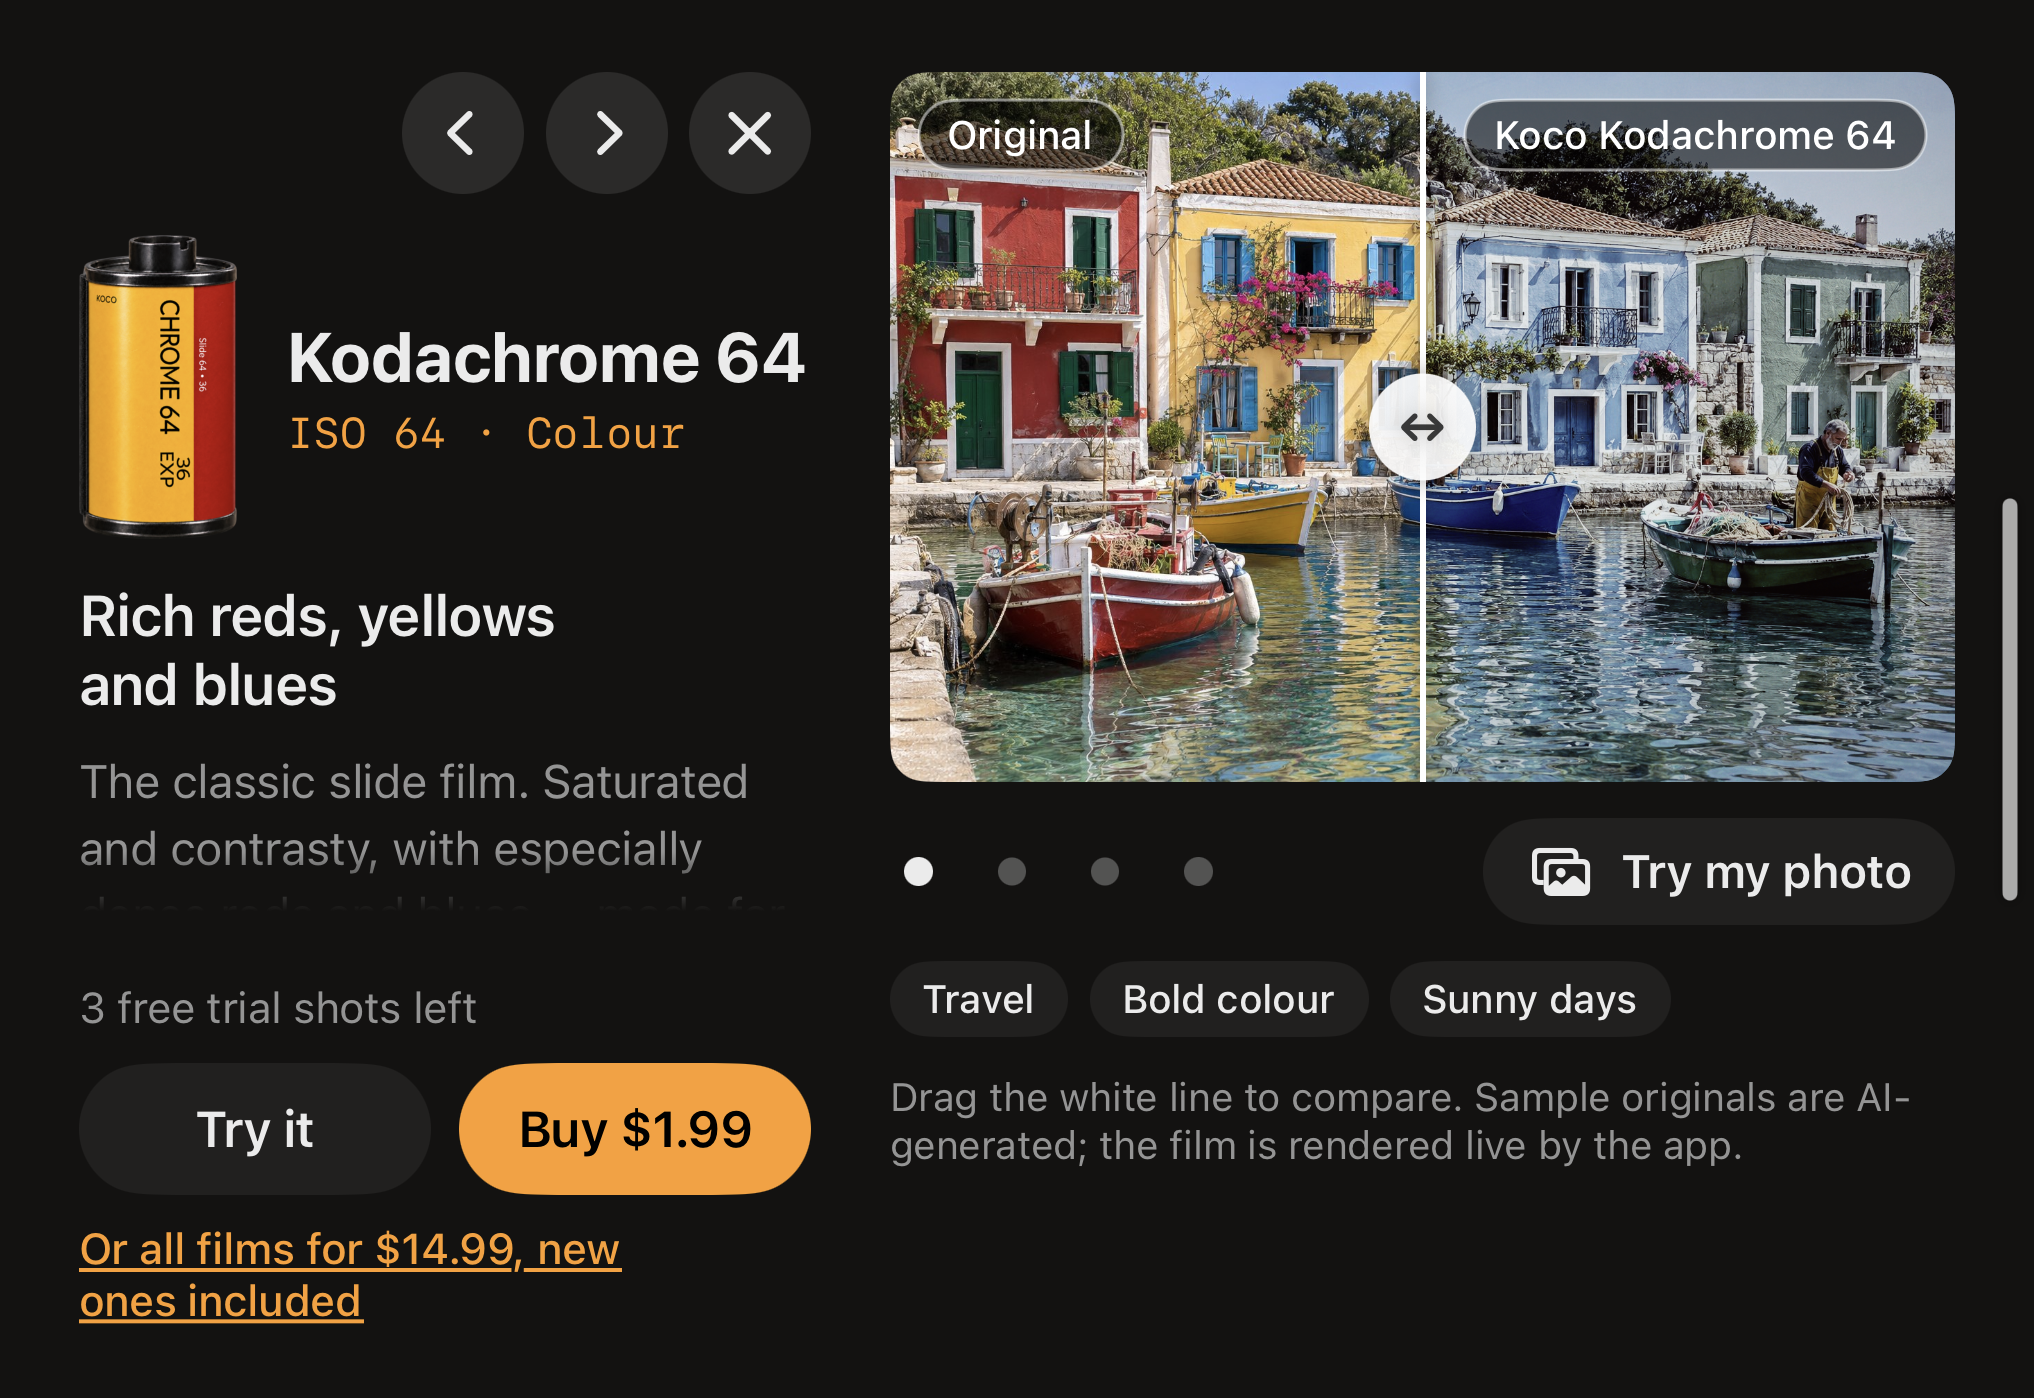 KOCO
CHROME 64
36
EXP
Slide 64 • 36
Kodachrome 64
ISO 64 · Colour
Rich reds, yellows
and blues
The classic slide film. Saturated
and contrasty, with especially
3 free trial shots left
Try it
Buy $1.99
Or all films for $14.99, new
ones included
Original
Koco Kodachrome 64
Try my photo
Travel
Bold colour
Sunny days
Drag the white line to compare. Sample originals are AI-
generated; the film is rendered live by the app.